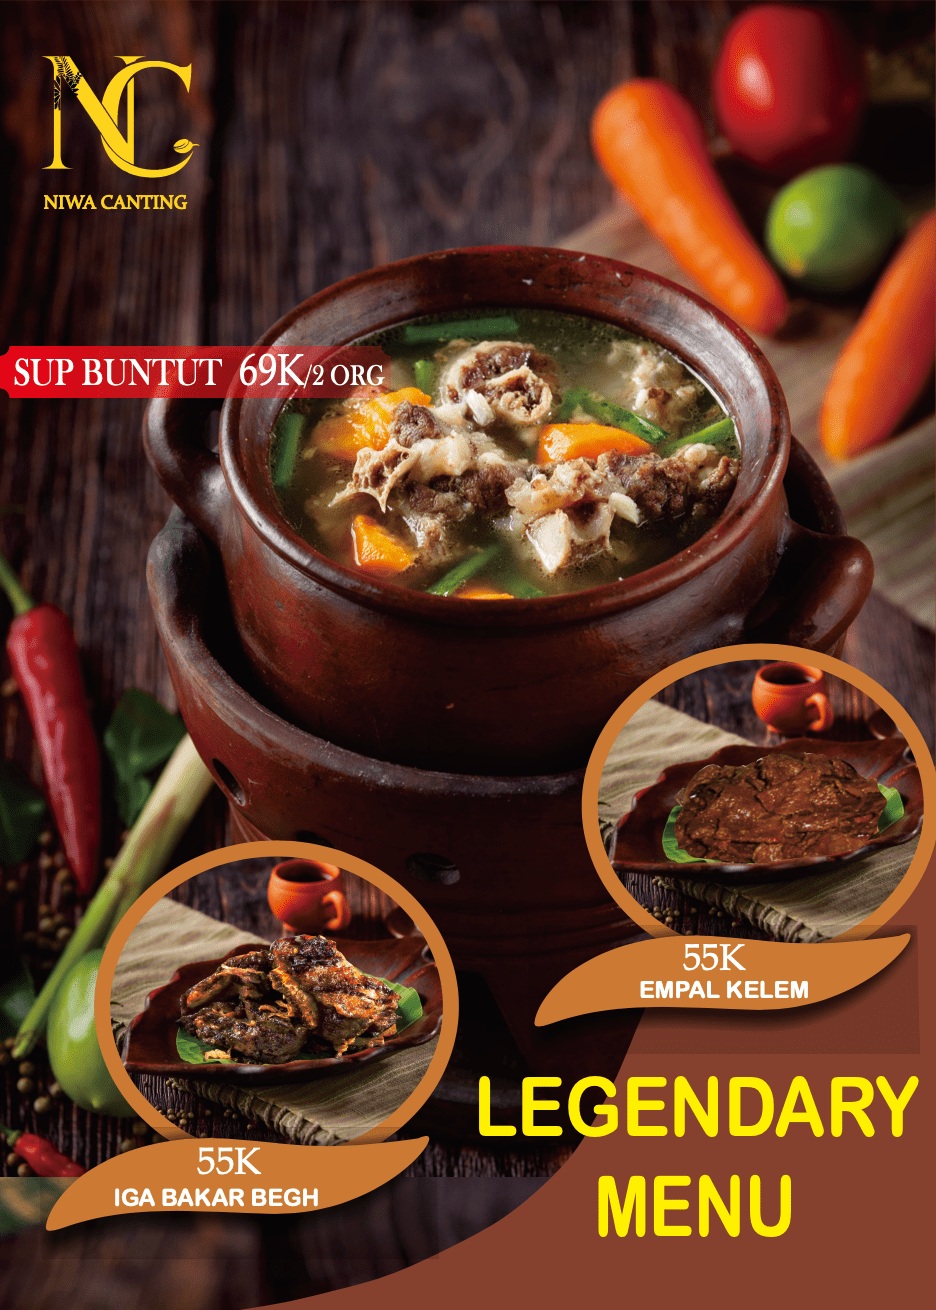 NC
NIWA CANTING
SUP BUNTUT 69K/2 ORG
55K
EMPAL KELEM
55K
IGA BAKAR BEGH
LEGENDARY
MENU